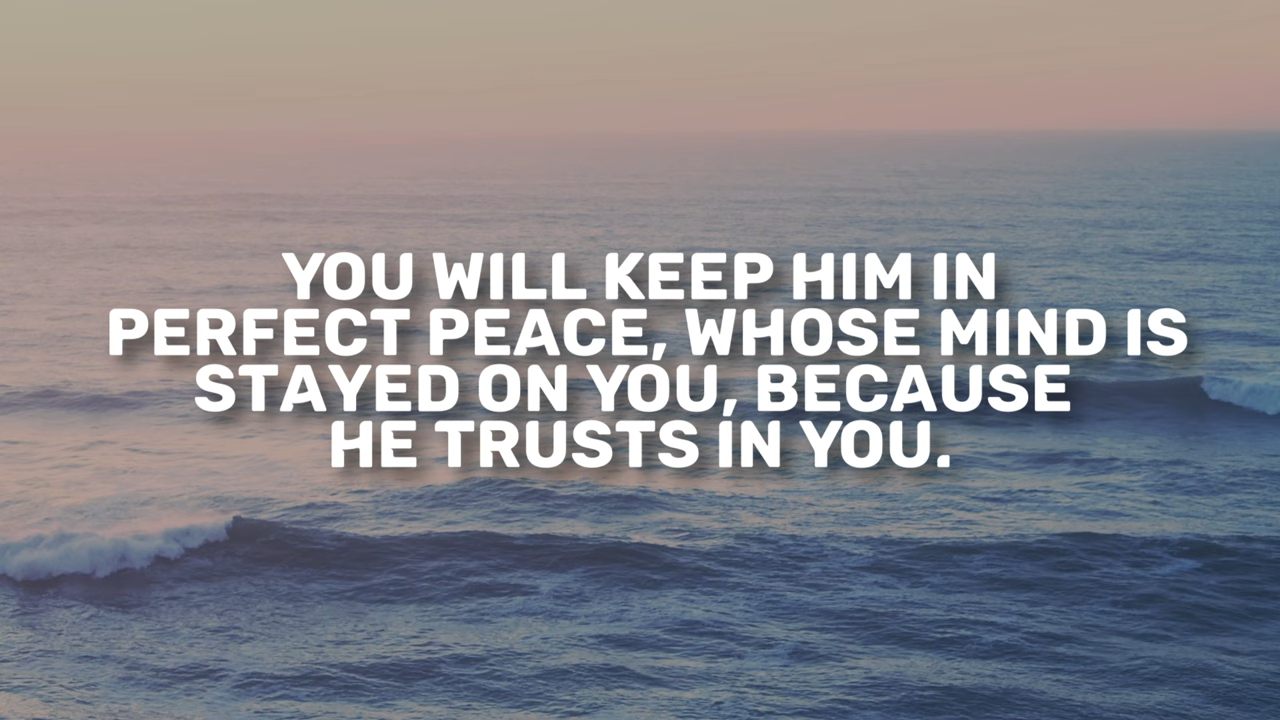 YOU WILL KEEP HIM IN
PERFECT PEACE, WHOSE MIND IS
STAYED ON YOU, BECAUSE
HE TRUSTS IN YOU.